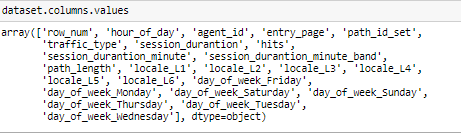 dataset.columns.values
array(['row_num', 'hour_of_day', 'agent_id', 'entry_page', 'path_id_set',
'traffic_type', 'session_durantion', 'hits',
'session_durantion_minute', 'session_durantion_minute_band',
'path_length', 'locale_L1', 'locale_L2', 'locale_L3', 'locale_L4',
'locale_L5', 'locale_L6', 'day_of_week_Friday',
'day_of_week_Monday', 'day_of_week_Saturday', 'day_of_week_Sunday',
'day_of_week_Thursday', 'day_of_week_Tuesday',
'day_of_week_Wednesday'], dtype=object)